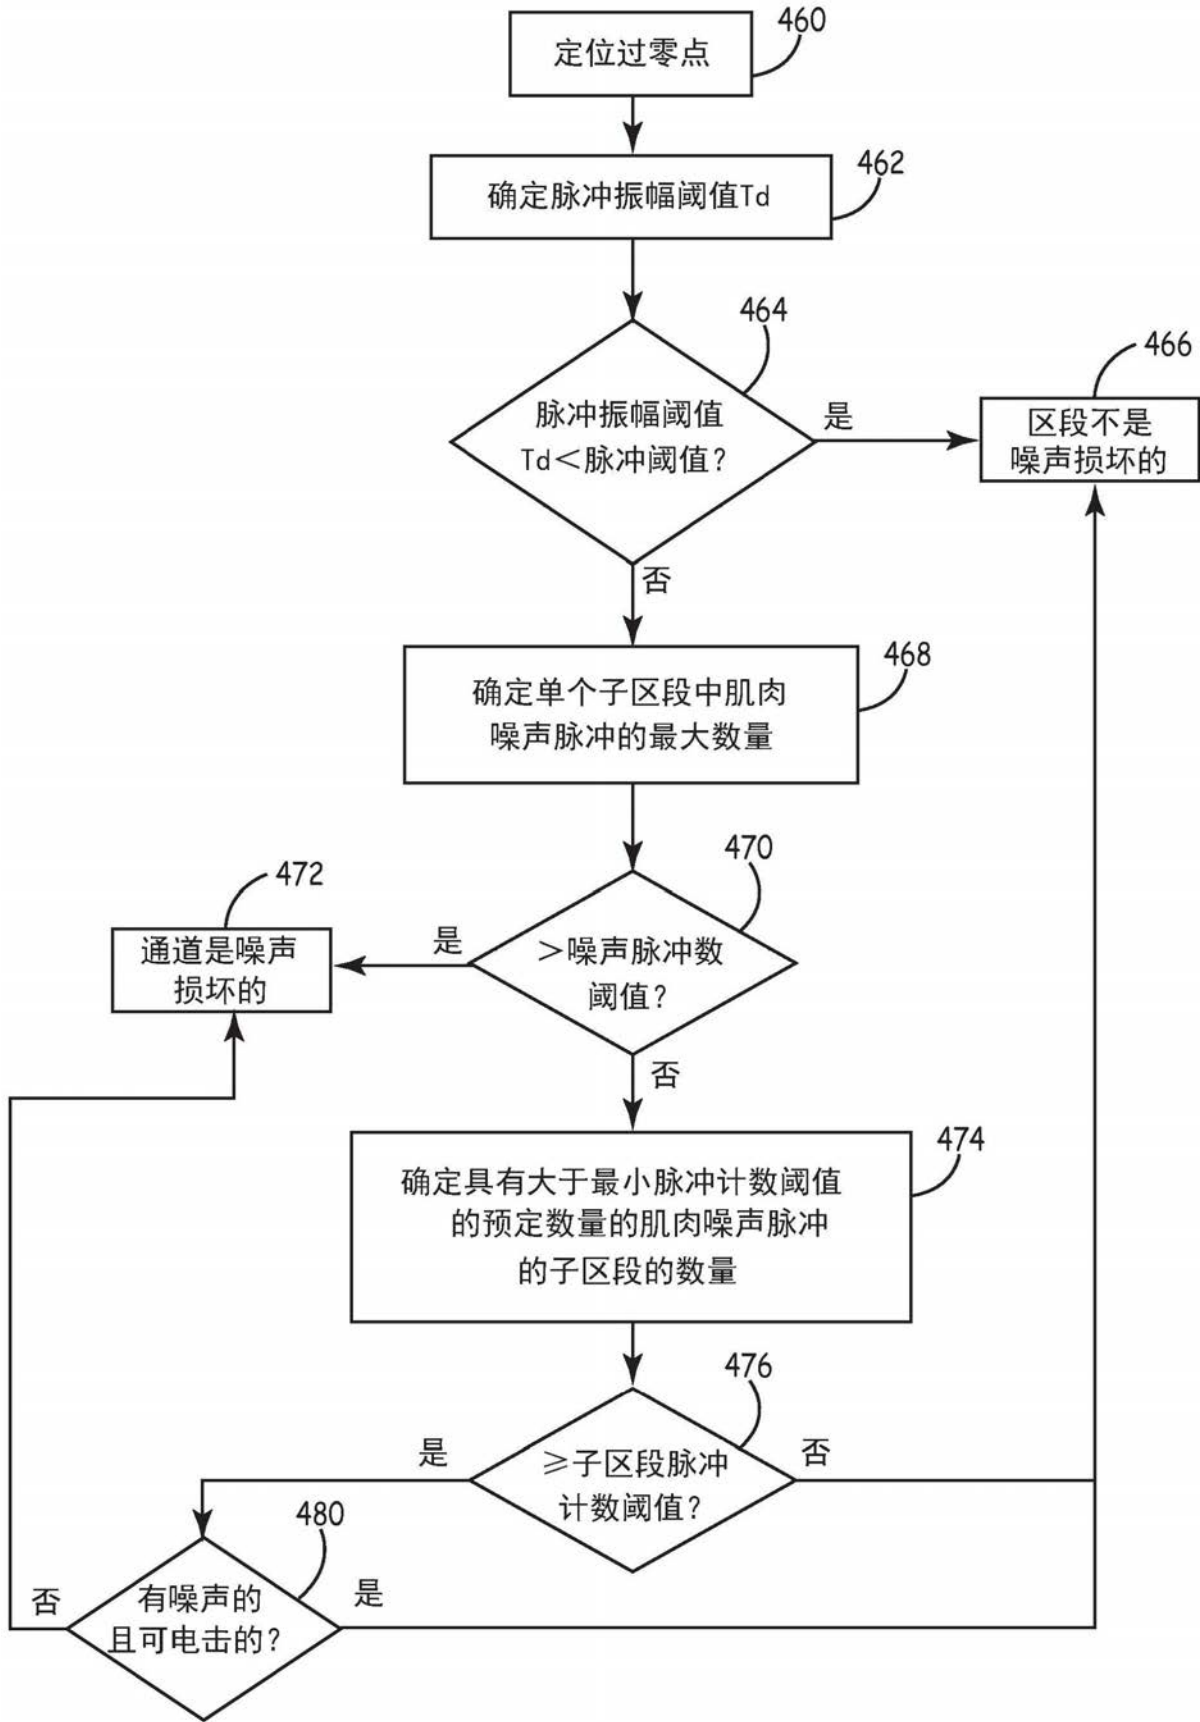 460
定位过零点
462
确定脉冲振幅阈值Td
464
脉冲振幅阈值
Td＜脉冲阈值？
是
466
区段不是
噪声损坏的
否
468
确定单个子区段中肌肉
噪声脉冲的最大数量
470
＞噪声脉冲数
阈值？
是
472
通道是噪声
损坏的
否
474
确定具有大于最小脉冲计数阈值
的预定数量的肌肉噪声脉冲
的子区段的数量
476
≥子区段脉冲
计数阈值？
是
否
480
有噪声的
且可电击的？
否
是